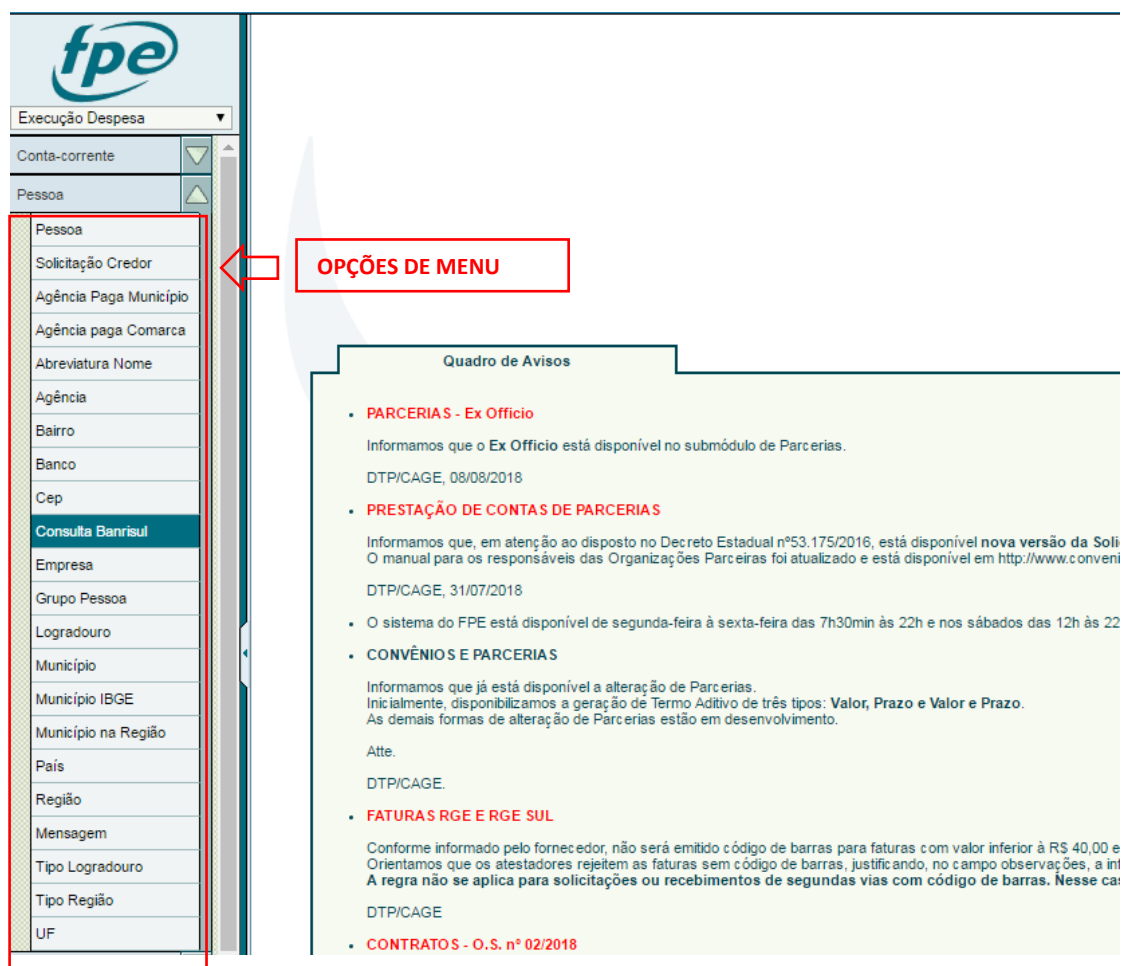 fpe
Execução Despesa
Conta-corrente
Pessoa
Pessoa
Solicitação Credor
Agência Paga Município
Agência paga Comarca
Abreviatura Nome
Agência
Bairro
Banco
Cep
Consulta Banrisul
Empresa
Grupo Pessoa
Logradouro
Município
Município IBGE
Município na Região
País
Região
Mensagem
Tipo Logradouro
Tipo Região
UF
OPÇÕES DE MENU
Quadro de Avisos
• PARCERIAS - Ex Officio
Informamos que o Ex Officio está disponível no submódulo de Parcerias.
DTP/CAGE, 08/08/2018
• PRESTAÇÃO DE CONTAS DE PARCERIAS
Informamos que, em atenção ao disposto no Decreto Estadual nº53.175/2016, está disponível nova versão da Soli
O manual para os responsáveis das Organizações Parceiras foi atualizado e está disponível em http://www.conveni
DTP/CAGE, 31/07/2018
• O sistema do FPE está disponível de segunda-feira à sexta-feira das 7h30min às 22h e nos sábados das 12h às 22
• CONVÊNIOS E PARCERIAS
Informamos que já está disponível a alteração de Parcerias.
Inicialmente, disponibilizamos a geração de Termo Aditivo de três tipos: Valor, Prazo e Valor e Prazo.
As demais formas de alteração de Parcerias estão em desenvolvimento.
Atte.
DTP/CAGE.
• FATURAS RGE E RGE SUL
Conforme informado pelo fornecedor, não será emitido código de barras para faturas com valor inferior à R$ 40,00 e
Orientamos que os atestadores rejeitem as faturas sem código de barras, justificando, no campo observações, a inf
A regra não se aplica para solicitações ou recebimentos de segundas vias com código de barras. Nesse cas
DTP/CAGE
• CONTRATOS - O.S. nº 02/2018